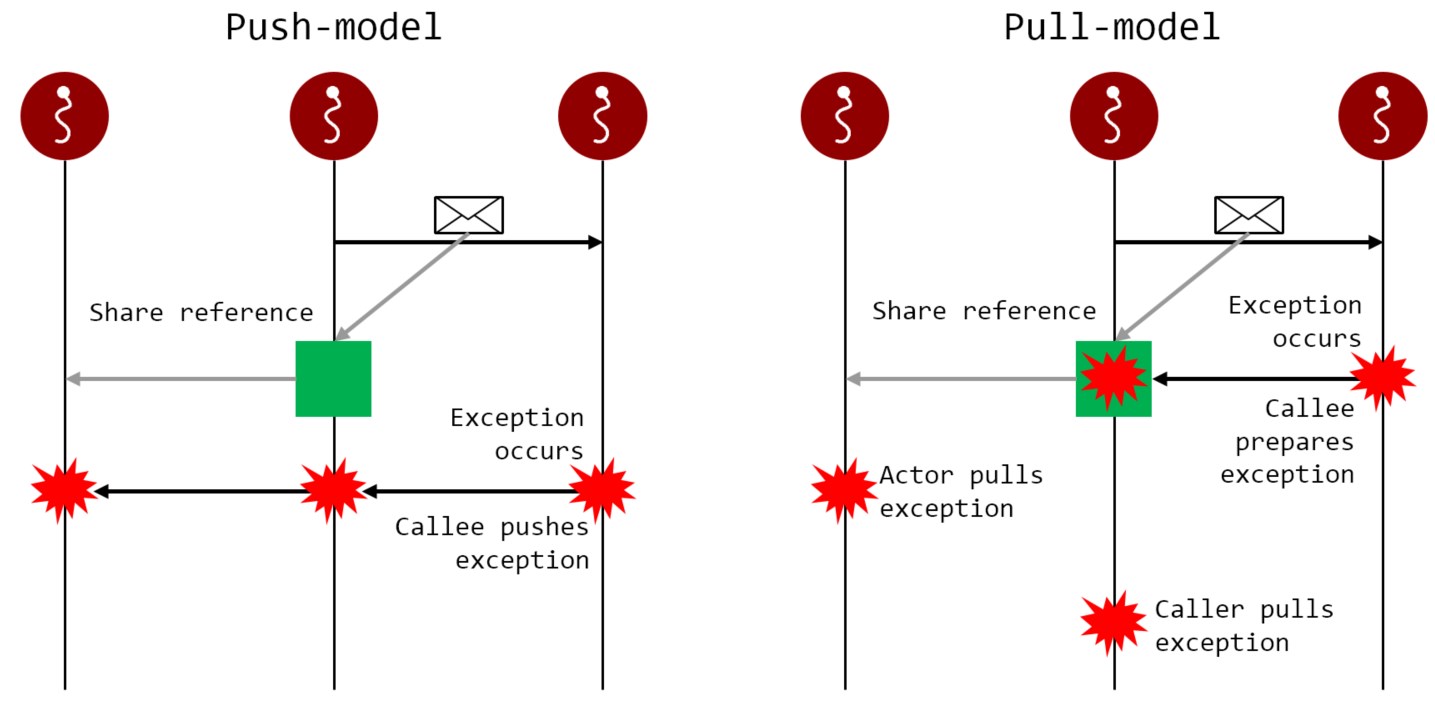 Push-model
Share reference
Exception
occurs
Callee pushes
exception
Pull-model
Share reference
Exception
occurs
Callee
prepares
exception
Actor pulls
exception
Caller pulls
exception